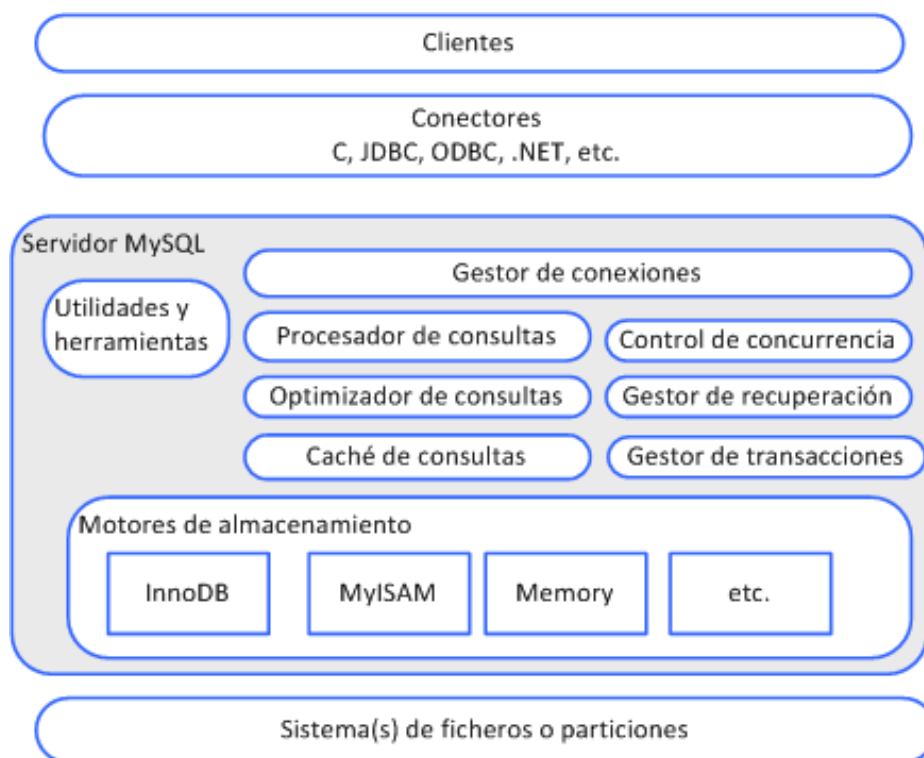 Clientes
Conectores
C, JDBC, ODBC, .NET, etc.
Servidor MySQL
Gestor de conexiones
Utilidades y
herramientas
Procesador de consultas
Control de concurrencia
Optimizador de consultas
Gestor de recuperación
Caché de consultas
Gestor de transacciones
Motores de almacenamiento
InnoDB
MyISAM
Memory
etc.
Sistema(s) de ficheros o particiones